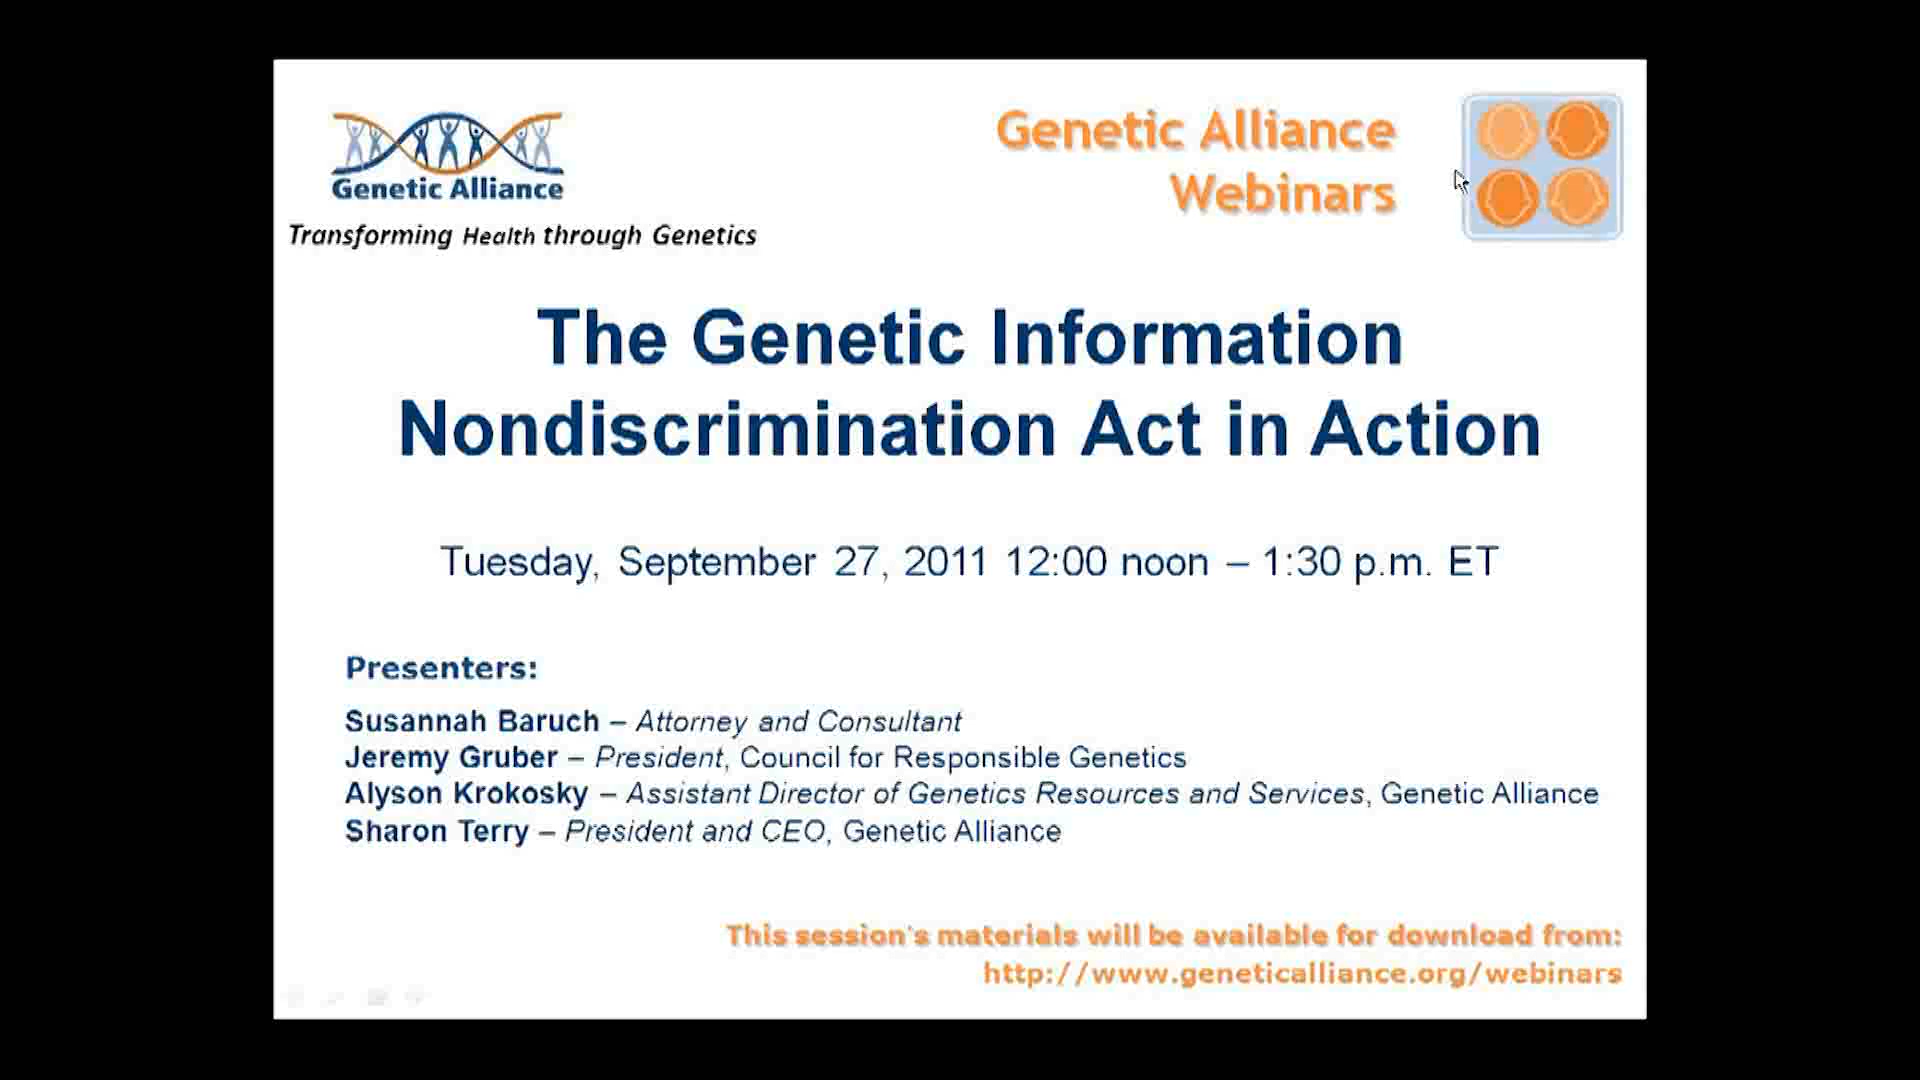 Genetic Alliance
Transforming Health through Genetics
Genetic Alliance
Webinars
The Genetic Information
Nondiscrimination Act in Action
Tuesday, September 27, 2011 12:00 noon – 1:30 p.m. ET
Presenters:
Susannah Baruch – Attorney and Consultant
Jeremy Gruber – President, Council for Responsible Genetics
Alyson Krokosky – Assistant Director of Genetics Resources and Services, Genetic Alliance
Sharon Terry – President and CEO, Genetic Alliance
This session's materials will be available for download from:
http://www.geneticalliance.org/webinars